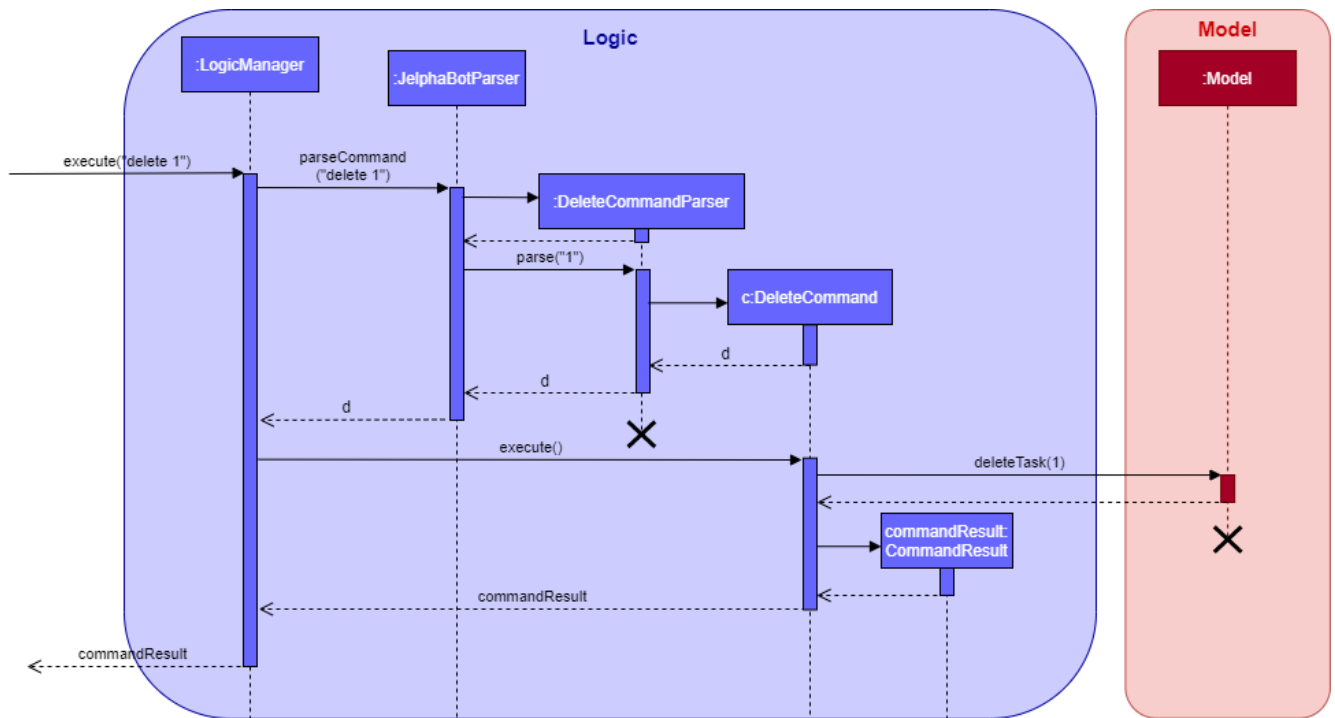 Logic
Model
:LogicManager
:JelphaBotParser
:Model
execute("delete 1")
parseCommand
("delete 1")
:DeleteCommandParser
parse("1")
c:DeleteCommand
d
d
d
execute()
deleteTask(1)
commandResult:
CommandResult
commandResult
commandResult